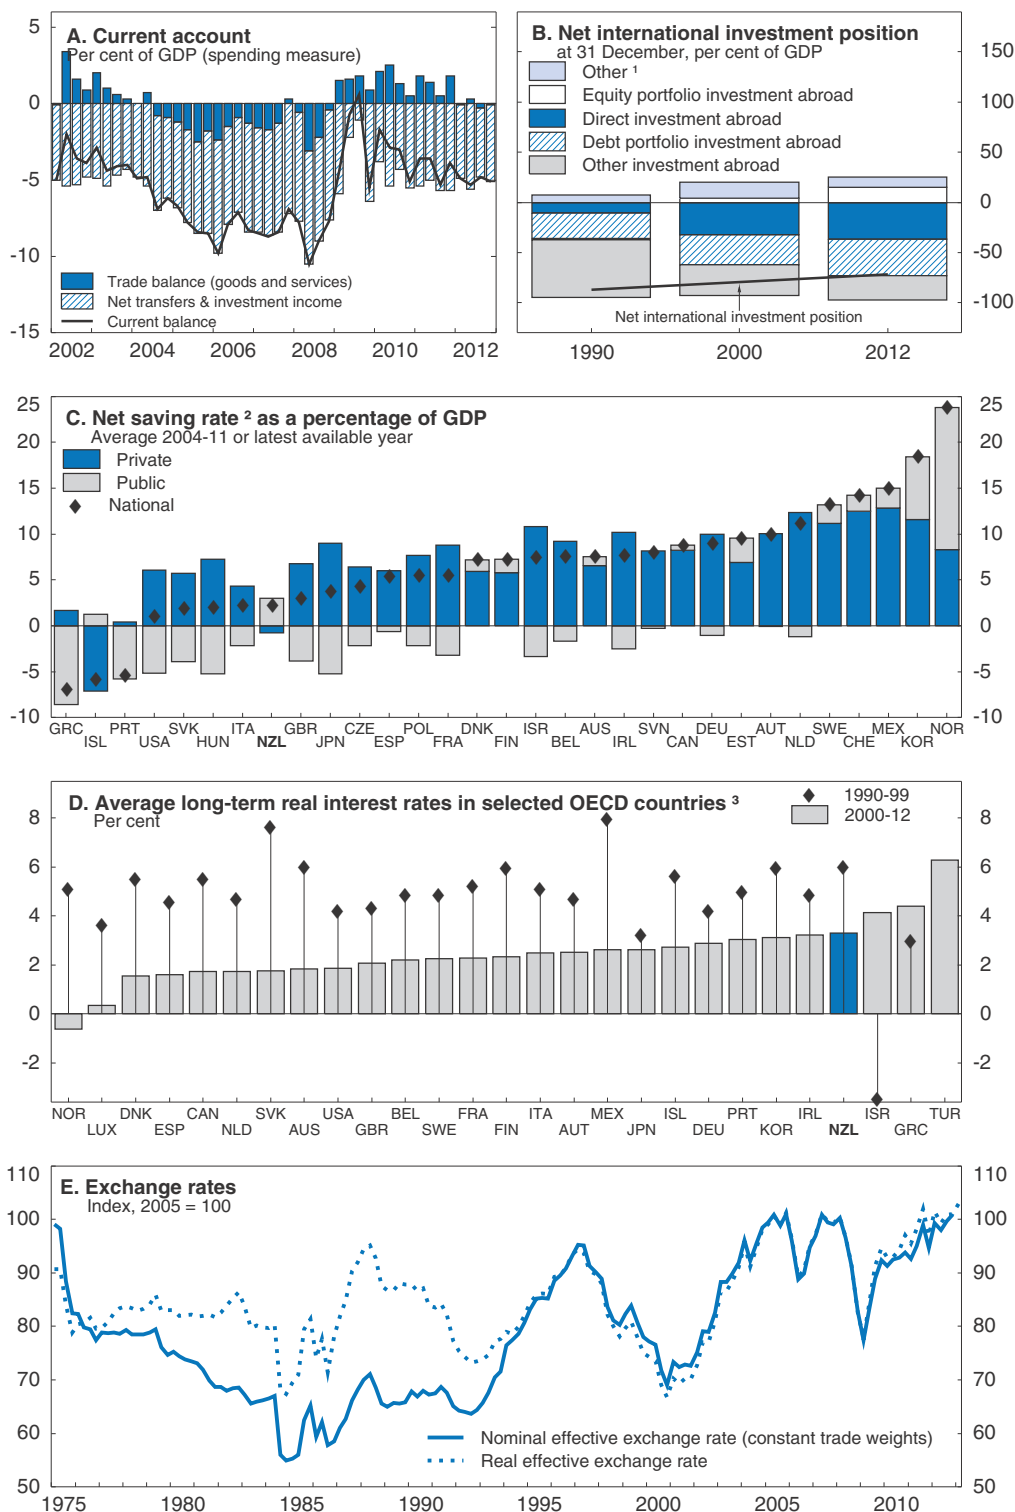 A. Current account
Per cent of GDP (spending measure)
5
0
-5
-10
-15
Trade balance (goods and services)
Net transfers & investment income
Current balance
2002 2004 2006 2008 2010 2012
B. Net international investment position
at 31 December, per cent of GDP
Other ¹
Equity portfolio investment abroad
Direct investment abroad
Debt portfolio investment abroad
Other investment abroad
150
100
50
0
-50
-100
Net international investment position
1990 2000 2012
C. Net saving rate ² as a percentage of GDP
Average 2004-11 or latest available year
Private
Public
National
25 25
20 20
15 15
10 10
5 5
0 0
-5 -5
-10 -10
GRC PRT SVK ITA GBR CZE POL DNK ISR AUS SVN DEU AUT SWE MEX NOR
ISL USA HUN NZL JPN ESP FRA FIN BEL IRL CAN EST NLD CHE KOR
D. Average long-term real interest rates in selected OECD countries ³
Per cent
1990-99
2000-12
8 8
6 6
4 4
2 2
0 0
-2 -2
NOR DNK CAN SVK USA BEL FRA ITA MEX ISL PRT IRL ISR TUR
LUX ESP NLD AUS GBR SWE FIN AUT JPN DEU KOR NZL GRC
E. Exchange rates
Index, 2005 = 100
110 110
100 100
90 90
80 80
70 70
60 60
50 50
Nominal effective exchange rate (constant trade weights)
Real effective exchange rate
1975 1980 1985 1990 1995 2000 2005 2010